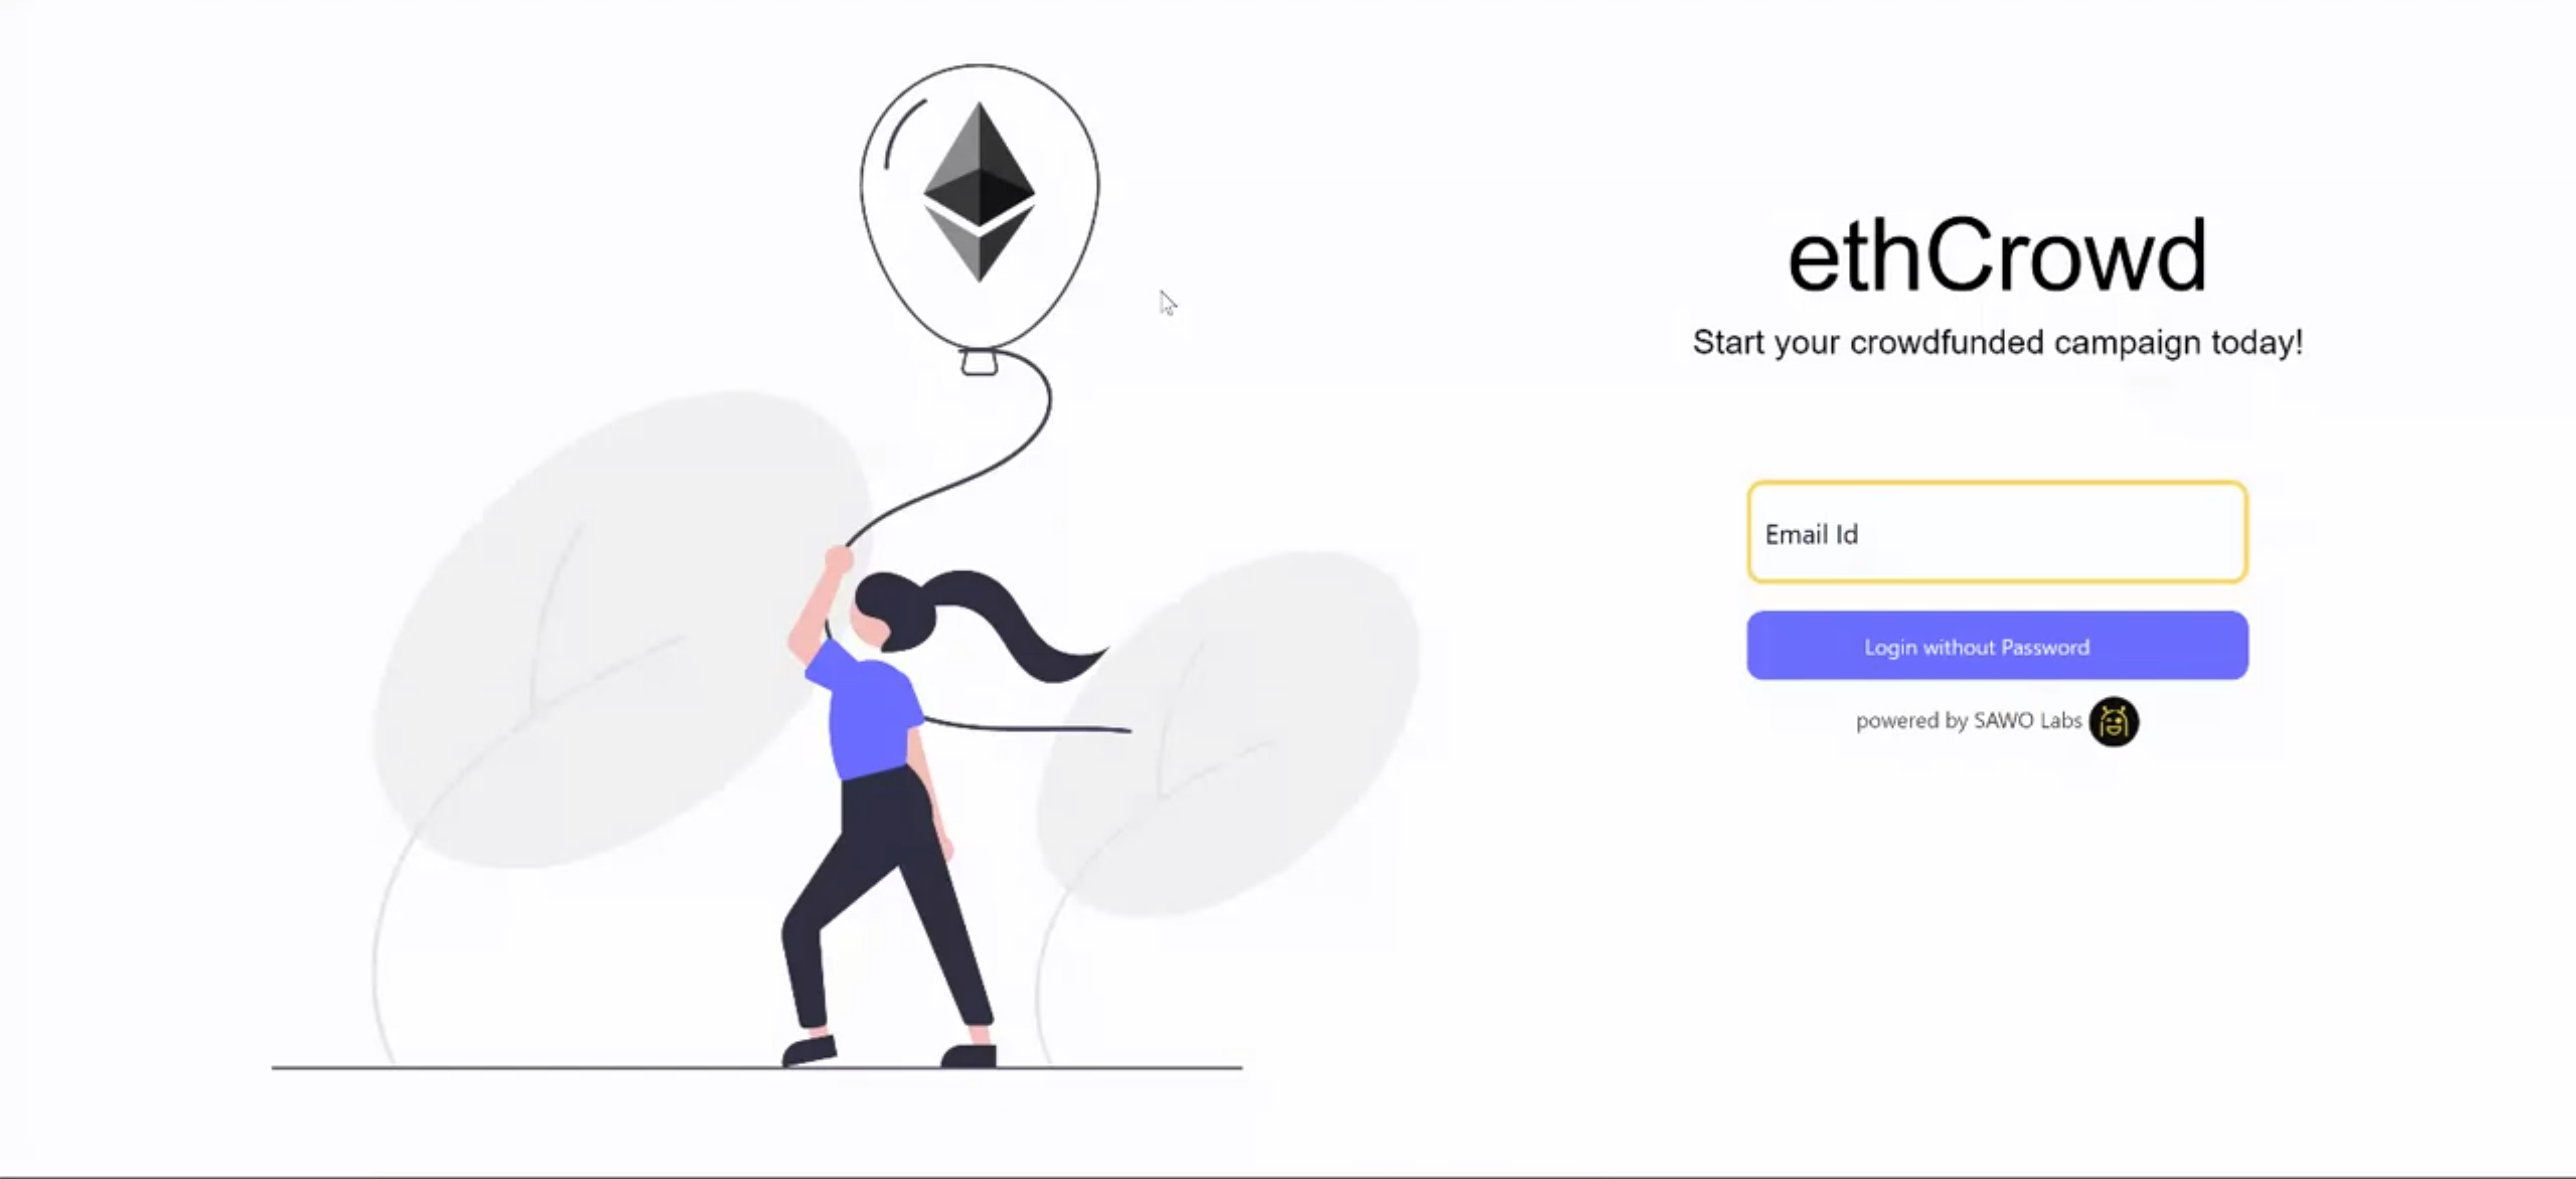 ethCrowd
Start your crowdfunded campaign today!
Email Id
Login without Password
powered by SAWO Labs